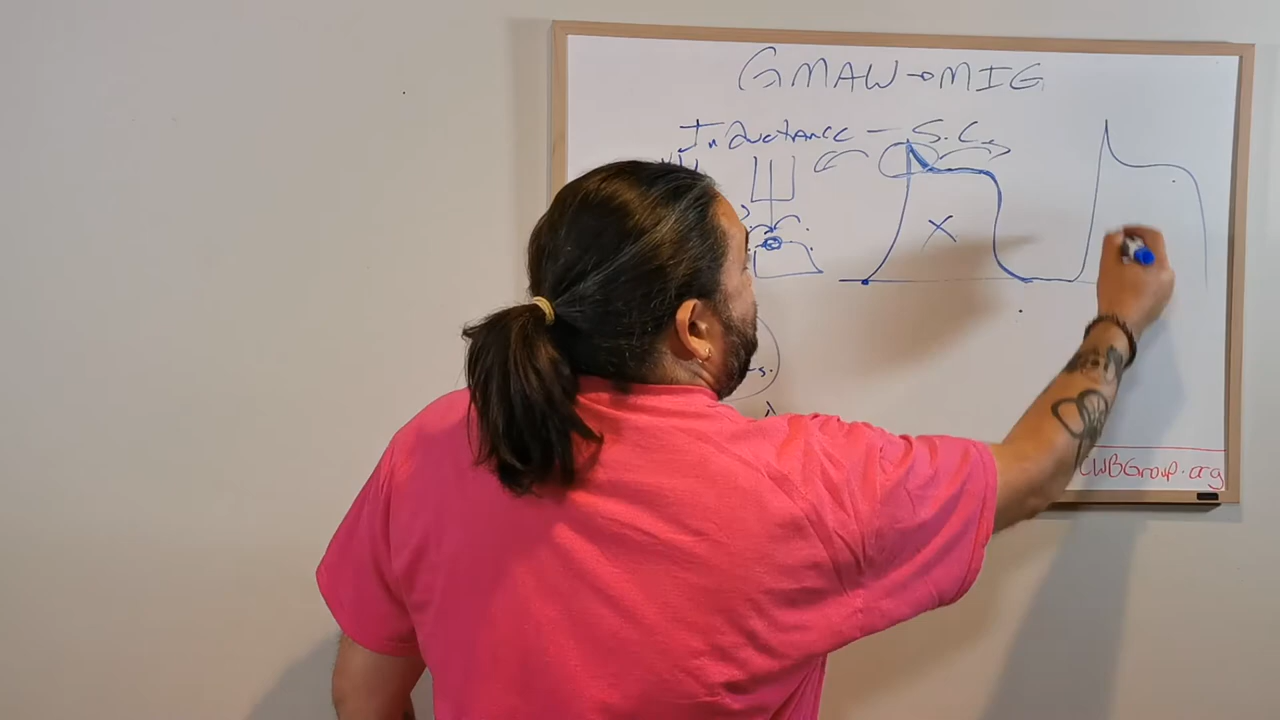 GMAW → MIG
Inductance - S.C.
X
s.
CWBGroup.org